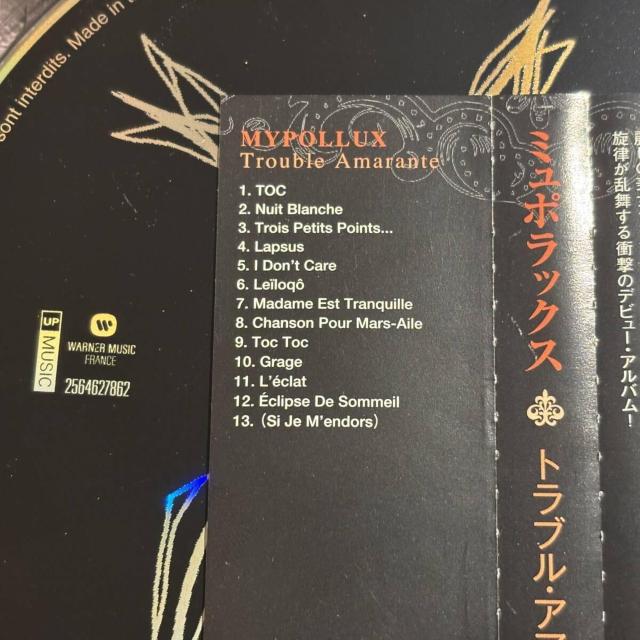 sont interdits. Made in
MYPOLLUX
Trouble Amarante
1. TOC
2. Nuit Blanche
3. Trois Petits Points...
4. Lapsus
5. I Don't Care
6. Leïloqô
7. Madame Est Tranquille
8. Chanson Pour Mars-Aile
9. Toc Toc
10. Grage
11. L'éclat
12. Éclipse De Sommeil
13. (Si Je M'endors)
UP MUSIC
WARNER MUSIC
FRANCE
2564627862
ミュポラックス
トラブル・ア
旋律が乱舞する衝撃のデビュー・アルバム!